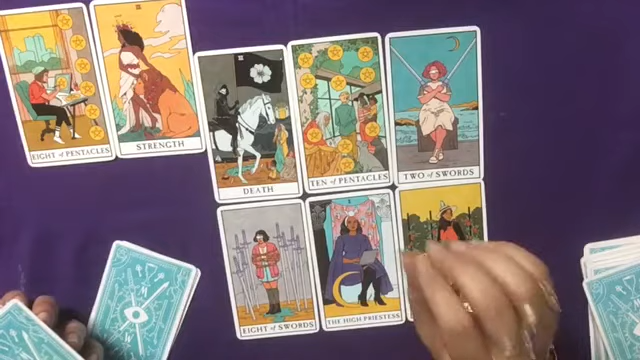 EIGHT of PENTACLES
STRENGTH
DEATH
TEN of PENTACLES
TWO of SWORDS
EIGHT of SWORDS
THE HIGH PRIESTESS